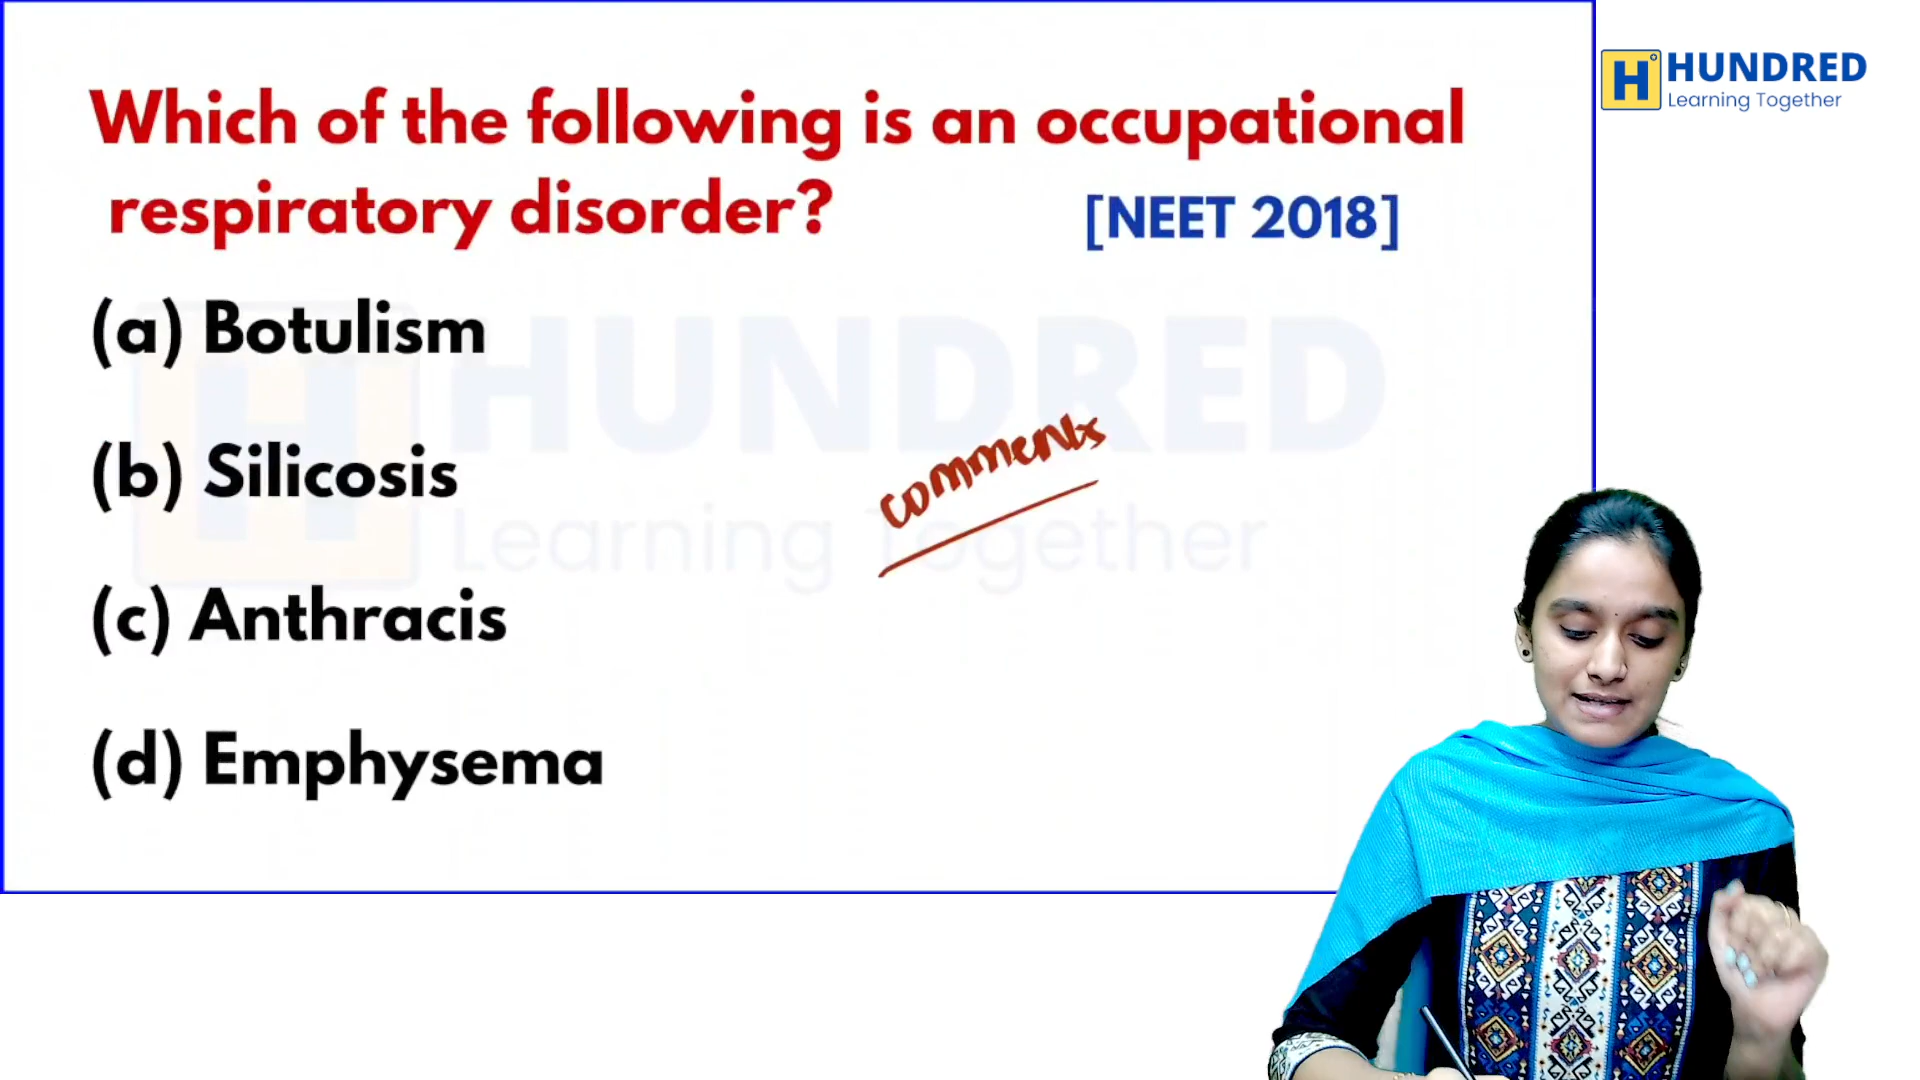 Which of the following is an occupational
respiratory disorder? [NEET 2018]
(a) Botulism
(b) Silicosis
(c) Anthracis
(d) Emphysema
comments
HUNDRED
Learning Together
H HUNDRED
Learning Together